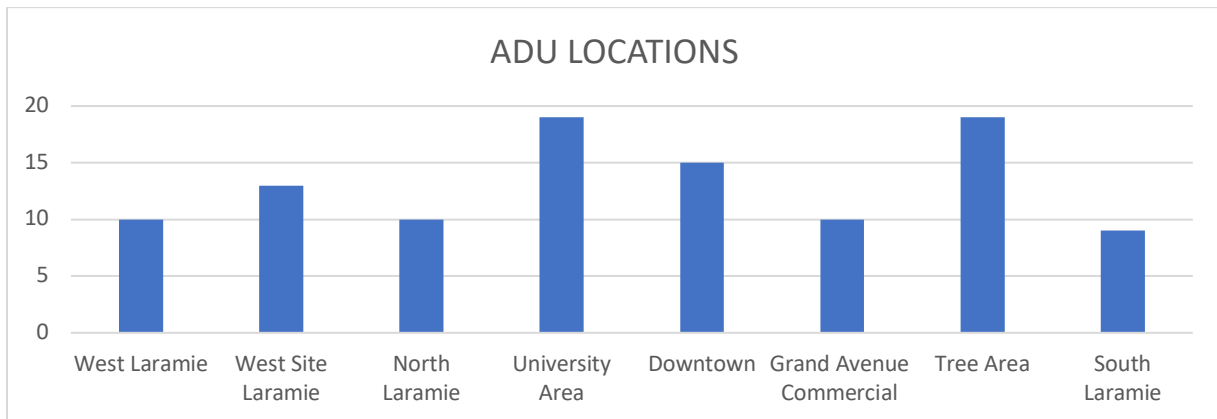 ADU LOCATIONS
20
15
10
5
0
West Laramie
West Site
Laramie
North
Laramie
University
Area
Downtown
Grand Avenue
Commercial
Tree Area
South
Laramie